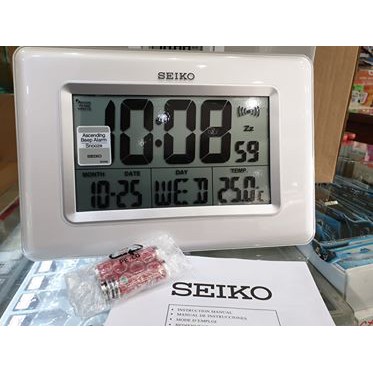 SEIKO
Ascending
Beep Alarm
Snooze
SEIKO
10:08 59
Zz
MONTH DATE DAY TEMP.
10-25 WED 25.0°C
SEIKO
• INSTRUCTION MANUAL
• MANUAL DE INSTRUCCIONES
• MODE D'EMPLOI